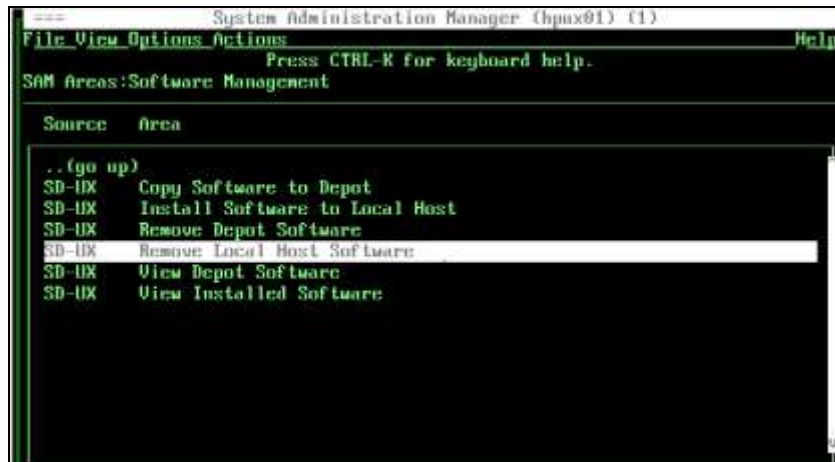 === System Administration Manager (hpux01) (1)
File View Options Actions Help
Press CTRL-K for keyboard help.
SAM Areas:Software Management
Source Area
..(go up)
SD-UX Copy Software to Depot
SD-UX Install Software to Local Host
SD-UX Remove Depot Software
SD-UX Remove Local Host Software
SD-UX View Depot Software
SD-UX View Installed Software